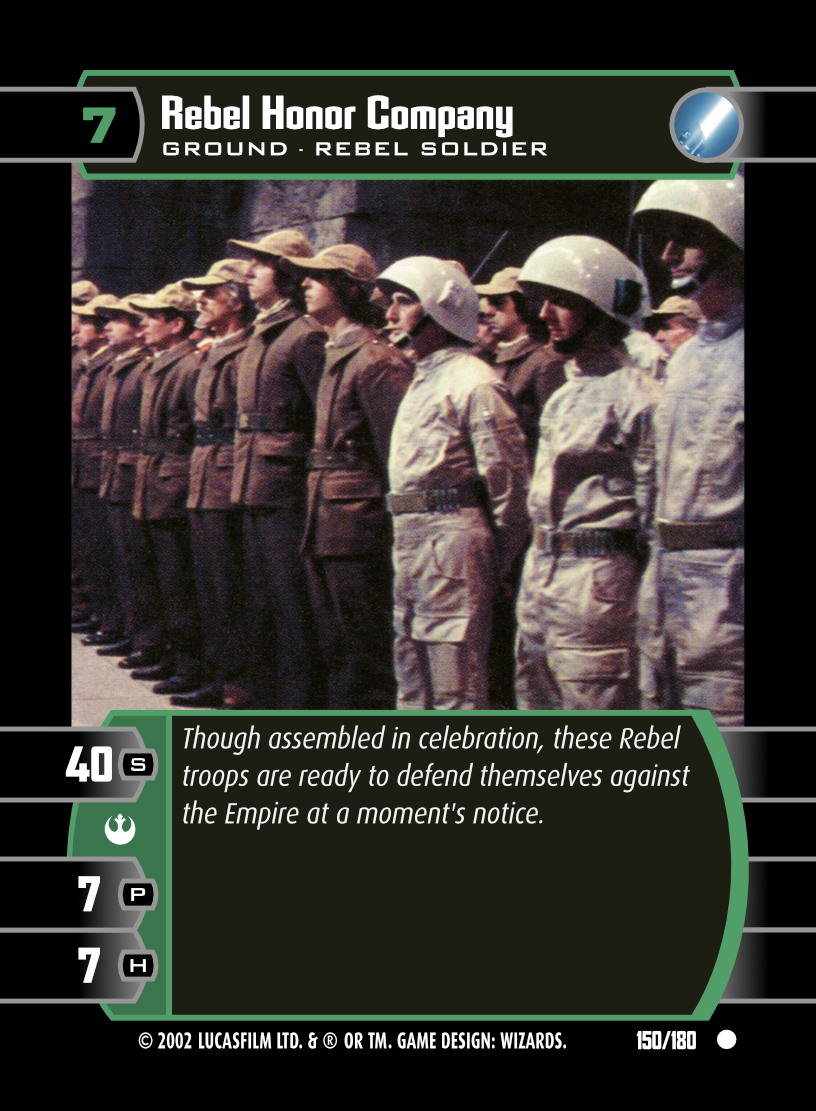 7
Rebel Honor Company
GROUND · REBEL SOLDIER
40 S
Though assembled in celebration, these Rebel
troops are ready to defend themselves against
the Empire at a moment's notice.
7 P
7 H
© 2002 LUCASFILM LTD. & ® OR TM. GAME DESIGN: WIZARDS.
150/180